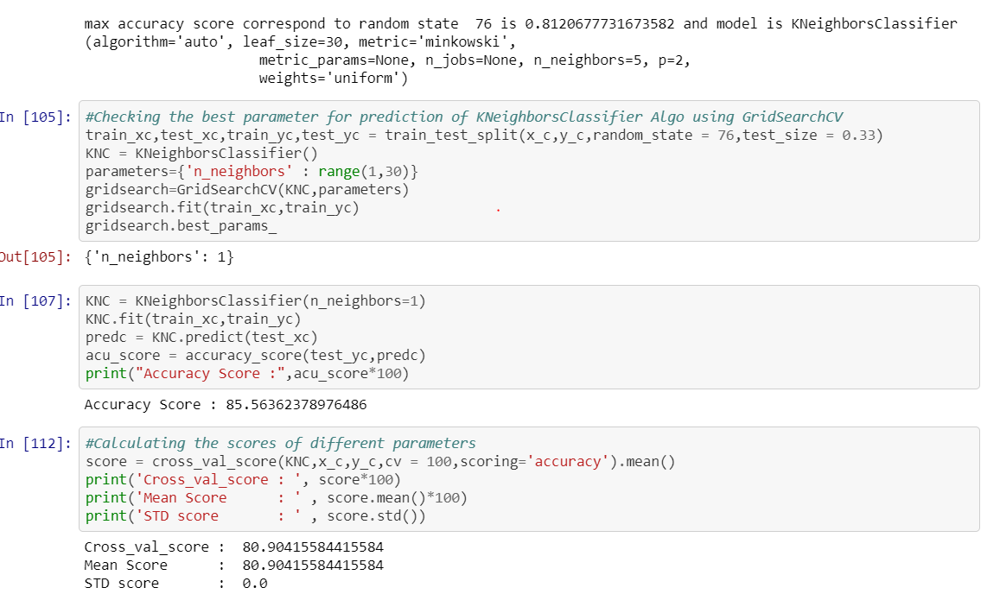 max accuracy score correspond to random state  76 is 0.8120677731673582 and model is KNeighborsClassifier
(algorithm='auto', leaf_size=30, metric='minkowski',
                     metric_params=None, n_jobs=None, n_neighbors=5, p=2,
                     weights='uniform')
In [105]:
#Checking the best parameter for prediction of KNeighborsClassifier Algo using GridSearchCV
train_xc,test_xc,train_yc,test_yc = train_test_split(x_c,y_c,random_state = 76,test_size = 0.33)
KNC = KNeighborsClassifier()
parameters={'n_neighbors' : range(1,30)}
gridsearch=GridSearchCV(KNC,parameters)
gridsearch.fit(train_xc,train_yc)
gridsearch.best_params_
Out[105]: {'n_neighbors': 1}
In [107]:
KNC = KNeighborsClassifier(n_neighbors=1)
KNC.fit(train_xc,train_yc)
predc = KNC.predict(test_xc)
acu_score = accuracy_score(test_yc,predc)
print("Accuracy Score :",acu_score*100)
Accuracy Score : 85.56362378976486
In [112]:
#Calculating the scores of different parameters
score = cross_val_score(KNC,x_c,y_c,cv = 100,scoring='accuracy').mean()
print('Cross_val_score : ', score*100)
print('Mean Score      : ' , score.mean()*100)
print('STD score       : ' , score.std())
Cross_val_score :  80.90415584415584
Mean Score      :  80.90415584415584
STD score       :  0.0